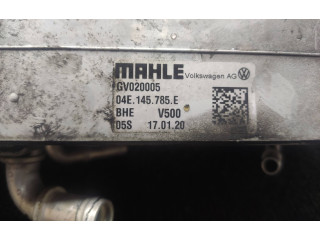 MAHLE Volkswagen AG
GV020005
04E.145.785.E
BHE V500
05S 17.01.20